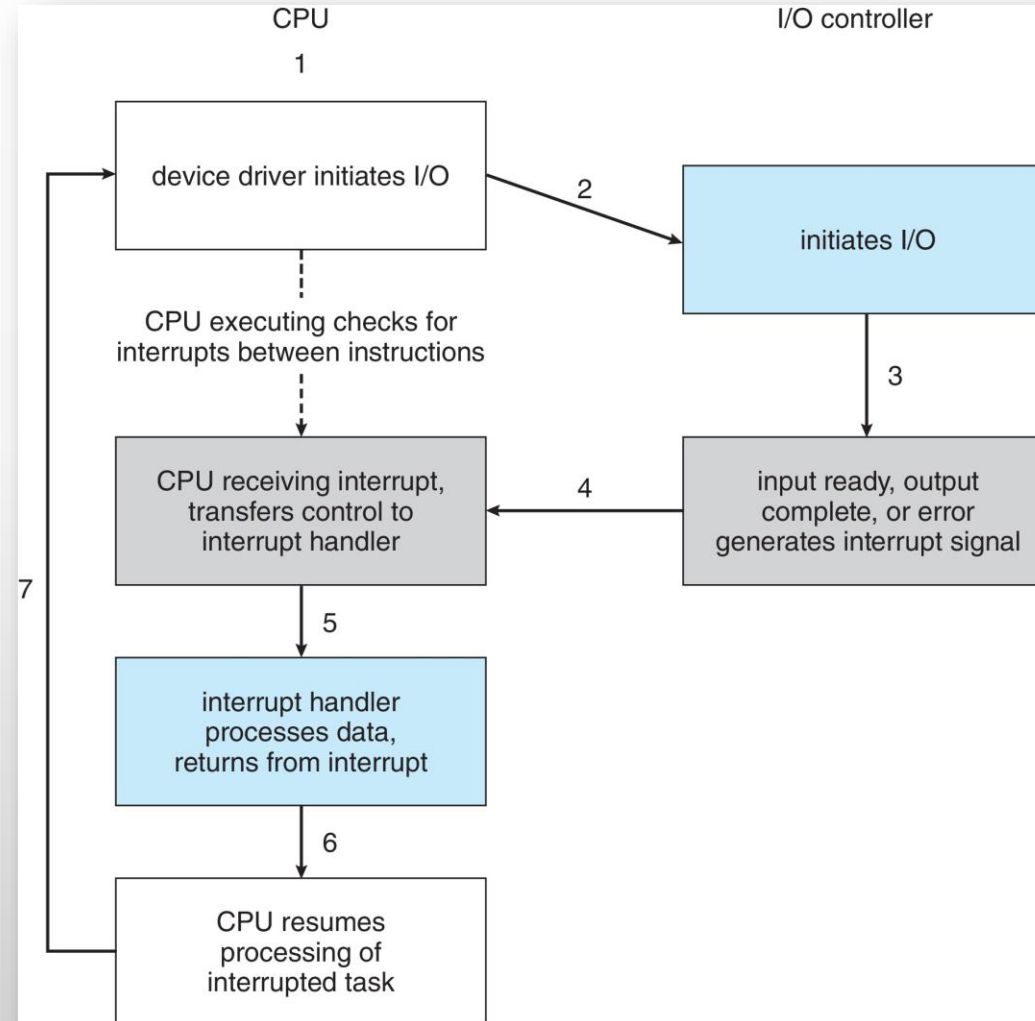 CPU
I/O controller
1
device driver initiates I/O
2
initiates I/O
CPU executing checks for
interrupts between instructions
3
CPU receiving interrupt,
transfers control to
interrupt handler
4
input ready, output
complete, or error
generates interrupt signal
7
5
interrupt handler
processes data,
returns from interrupt
6
CPU resumes
processing of
interrupted task